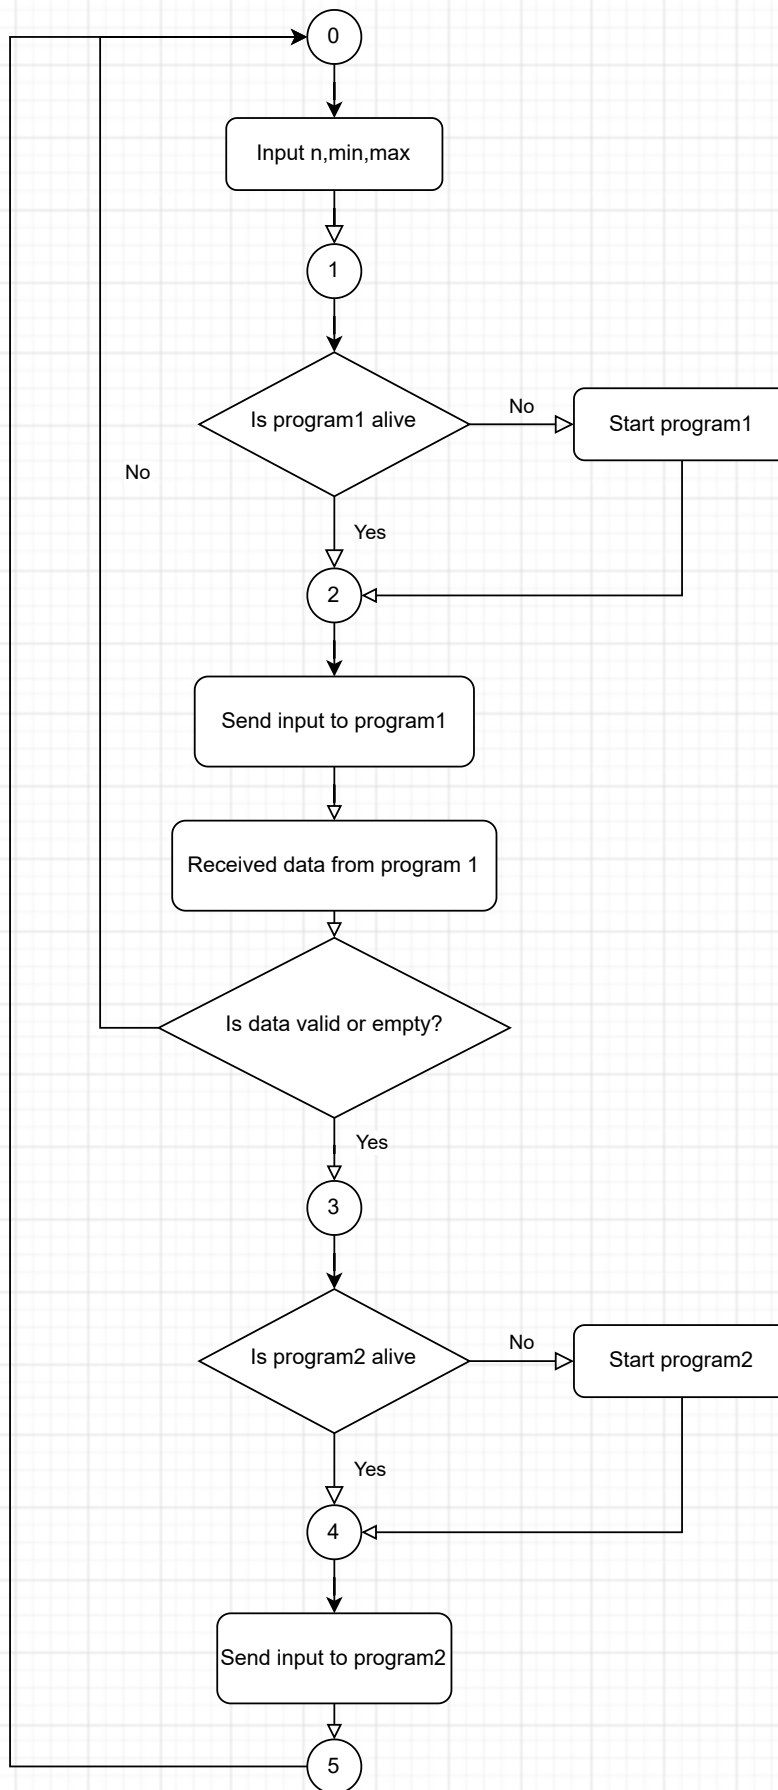 0
Input n,min,max
1
Is program1 alive
No
Start program1
No
Yes
2
Send input to program1
Received data from program 1
Is data valid or empty?
Yes
3
Is program2 alive
No
Start program2
Yes
4
Send input to program2
5